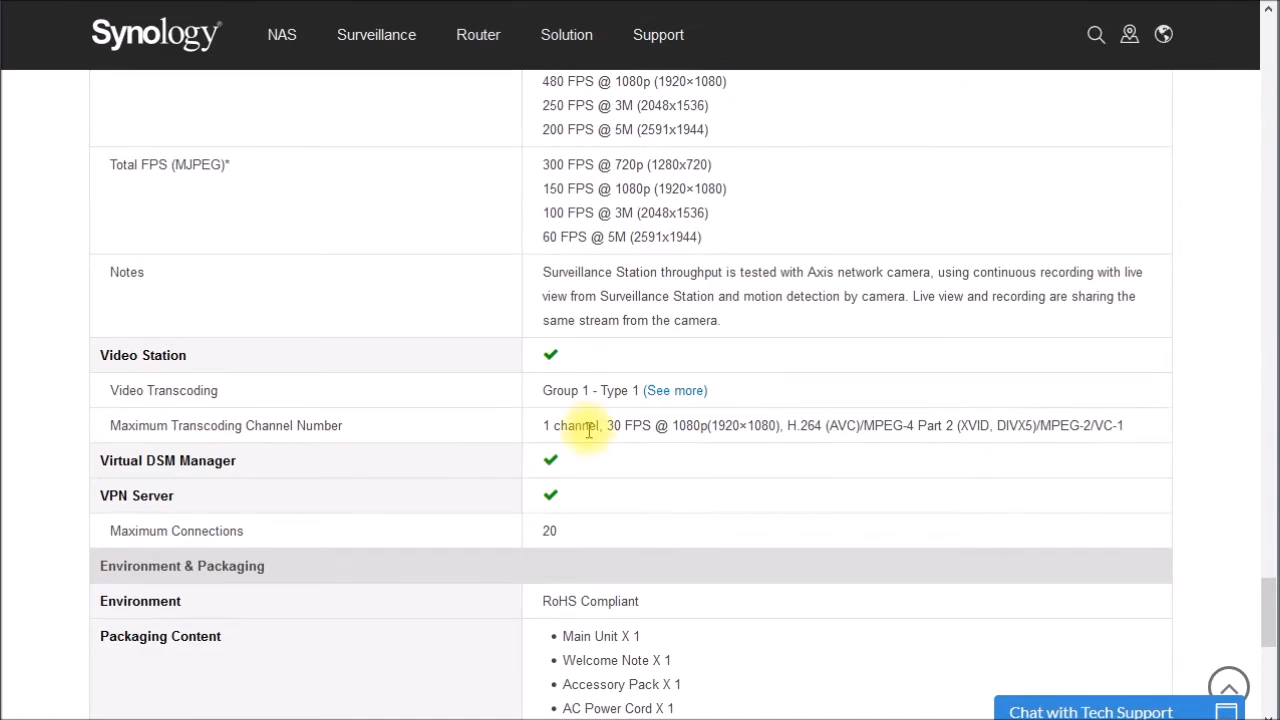 Synology NAS Surveillance Router Solution Support
480 FPS @ 1080p (1920×1080)
250 FPS @ 3M (2048x1536)
200 FPS @ 5M (2591x1944)
Total FPS (MJPEG)* 300 FPS @ 720p (1280x720)
150 FPS @ 1080p (1920×1080)
100 FPS @ 3M (2048x1536)
60 FPS @ 5M (2591x1944)
Notes Surveillance Station throughput is tested with Axis network camera, using continuous recording with live
view from Surveillance Station and motion detection by camera. Live view and recording are sharing the
same stream from the camera.
Video Station
Video Transcoding Group 1 - Type 1 (See more)
Maximum Transcoding Channel Number 1 channel, 30 FPS @ 1080p(1920×1080), H.264 (AVC)/MPEG-4 Part 2 (XVID, DIVX5)/MPEG-2/VC-1
Virtual DSM Manager
VPN Server
Maximum Connections 20
Environment & Packaging
Environment RoHS Compliant
Packaging Content • Main Unit X 1
• Welcome Note X 1
• Accessory Pack X 1
• AC Power Cord X 1
Chat with Tech Support